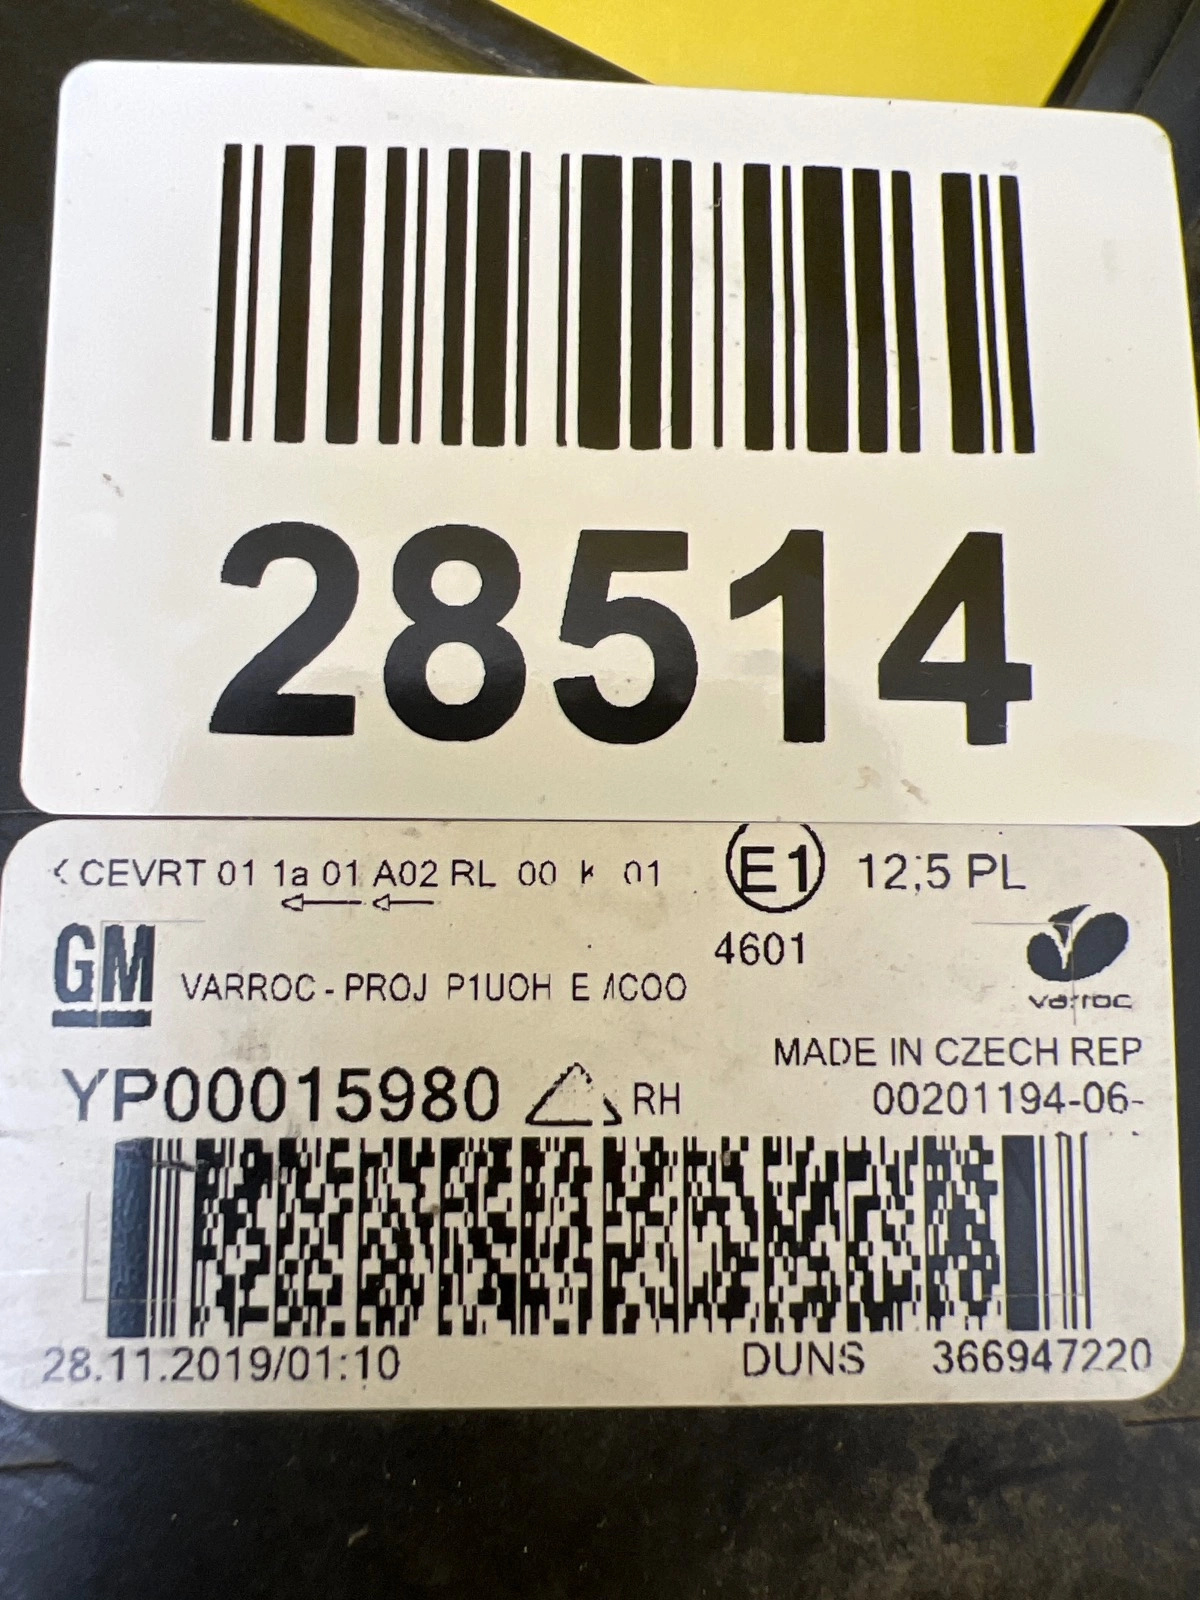 28514
CEVRT 01 1a 01 A02 RL 00 01
E1 12,5 PL
4601
GM
VARROC - PROJ P1UOH
varroc
MADE IN CZECH REP
YP00015980 RH
00201194-06-
28.11.2019/01:10
DUNS 366947220